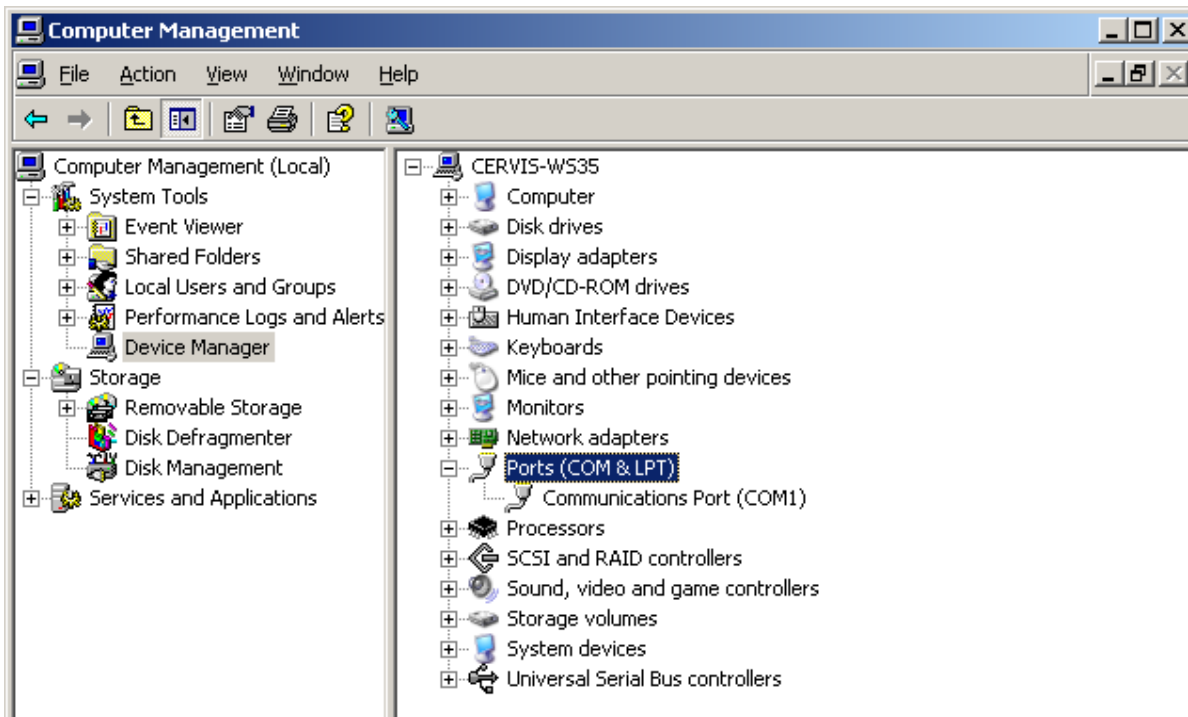 Computer Management
File Action View Window Help
Computer Management (Local)
System Tools
Event Viewer
Shared Folders
Local Users and Groups
Performance Logs and Alerts
Device Manager
Storage
Removable Storage
Disk Defragmenter
Disk Management
Services and Applications
CERVIS-WS35
Computer
Disk drives
Display adapters
DVD/CD-ROM drives
Human Interface Devices
Keyboards
Mice and other pointing devices
Monitors
Network adapters
Ports (COM & LPT)
Communications Port (COM1)
Processors
SCSI and RAID controllers
Sound, video and game controllers
Storage volumes
System devices
Universal Serial Bus controllers